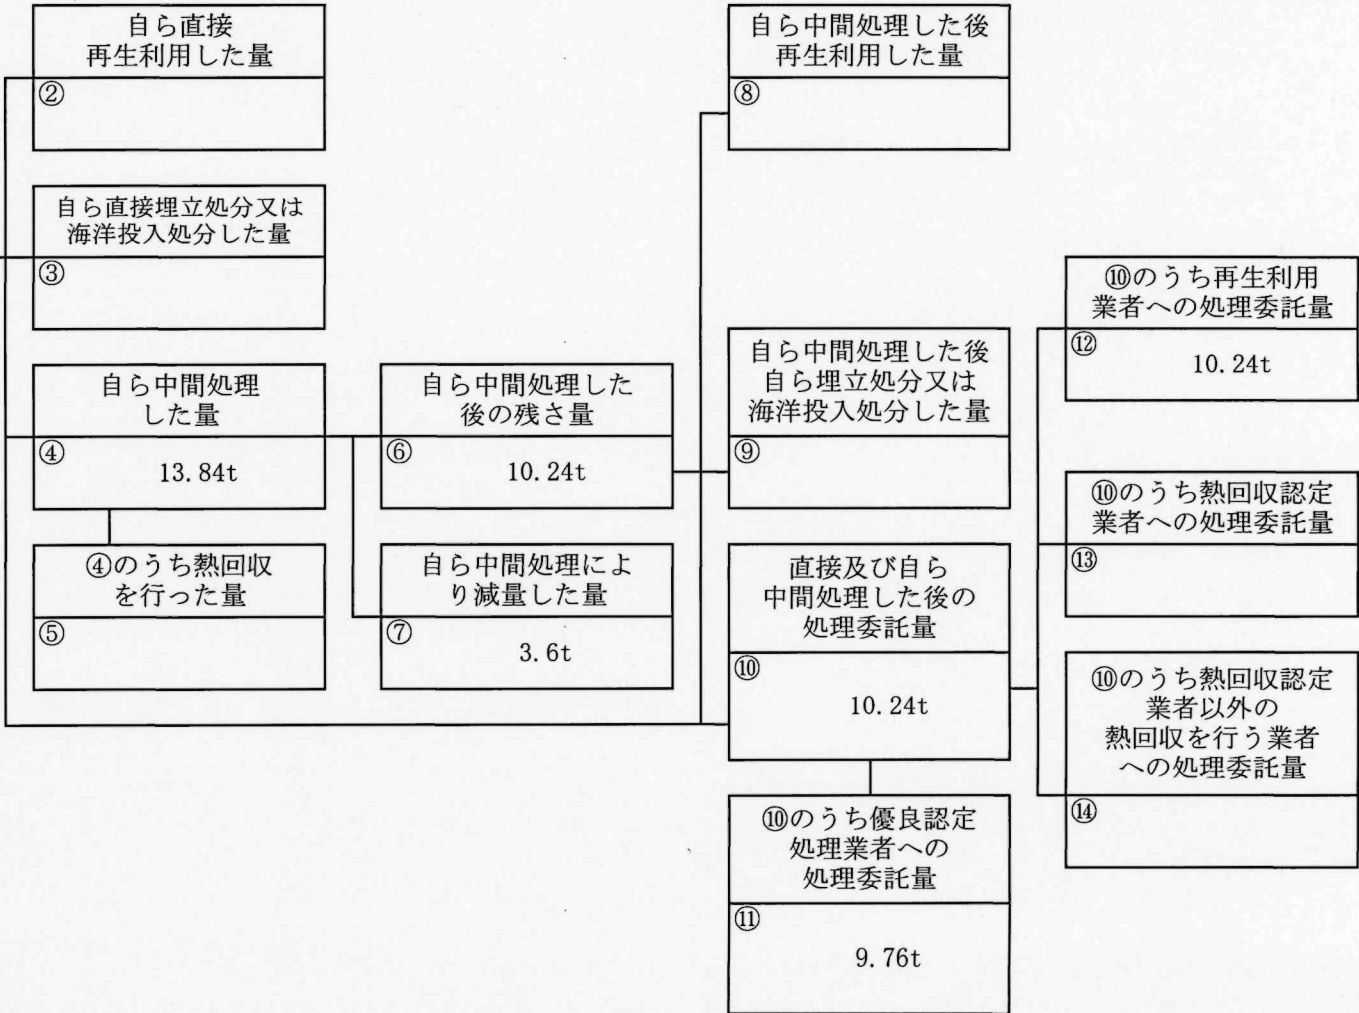 自ら直接
再生利用した量
②
自ら直接埋立処分又は
海洋投入処分した量
③
自ら中間処理
した量
④
13.84t
④のうち熱回収
を行った量
⑤
自ら中間処理した
後の残さ量
⑥
10.24t
自ら中間処理によ
り減量した量
⑦
3.6t
自ら中間処理した後
再生利用した量
⑧
自ら中間処理した後
自ら埋立処分又は
海洋投入処分した量
⑨
直接及び自ら
中間処理した後の
処理委託量
⑩
10.24t
⑩のうち優良認定
処理業者への
処理委託量
⑪
9.76t
⑩のうち再生利用
業者への処理委託量
⑫
10.24t
⑩のうち熱回収認定
業者への処理委託量
⑬
⑩のうち熱回収認定
業者以外の
熱回収を行う業者
への処理委託量
⑭